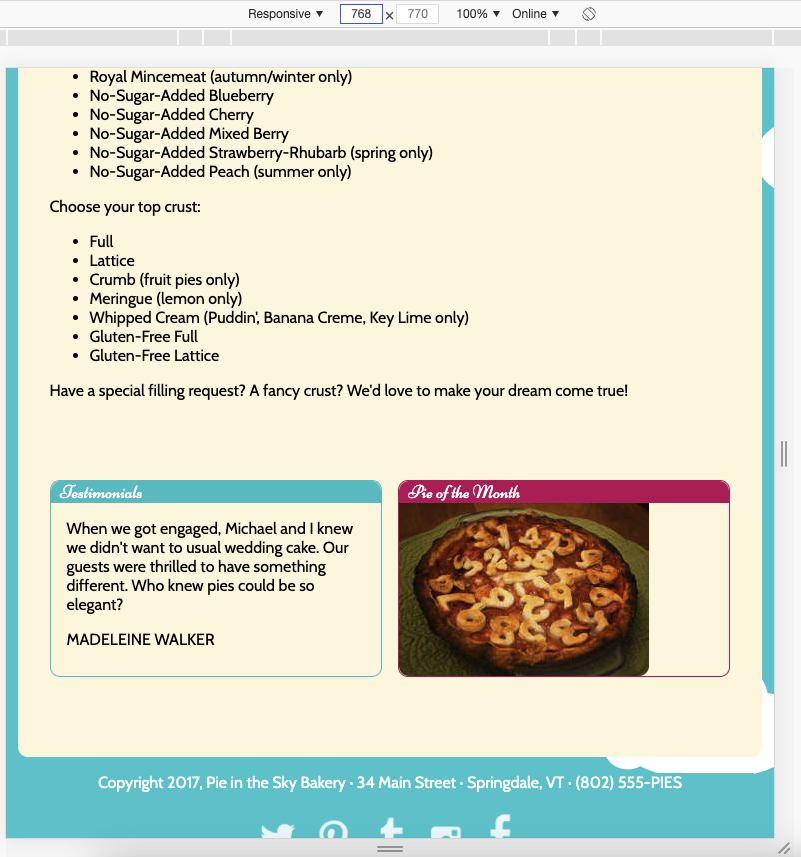 Responsive ▼ 768 × 770 100% ▼ Online ▼
• Royal Mincemeat (autumn/winter only)
• No-Sugar-Added Blueberry
• No-Sugar-Added Cherry
• No-Sugar-Added Mixed Berry
• No-Sugar-Added Strawberry-Rhubarb (spring only)
• No-Sugar-Added Peach (summer only)
Choose your top crust:
• Full
• Lattice
• Crumb (fruit pies only)
• Meringue (lemon only)
• Whipped Cream (Puddin', Banana Creme, Key Lime only)
• Gluten-Free Full
• Gluten-Free Lattice
Have a special filling request? A fancy crust? We'd love to make your dream come true!
Testimonials
When we got engaged, Michael and I knew
we didn't want to usual wedding cake. Our
guests were thrilled to have something
different. Who knew pies could be so
elegant?
MADELEINE WALKER
Pie of the Month
Copyright 2017, Pie in the Sky Bakery · 34 Main Street · Springdale, VT · (802) 555-PIES